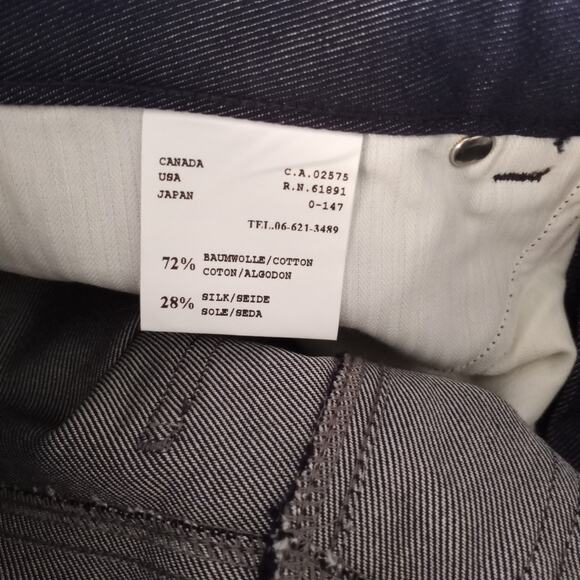 CANADA C.A.02575
USA R.N.61891
JAPAN 0-147
TEL.06-621-3489
72% BAUMWOLLE/COTTON
COTON/ALGODON
28% SILK/SEIDE
SOLE/SEDA